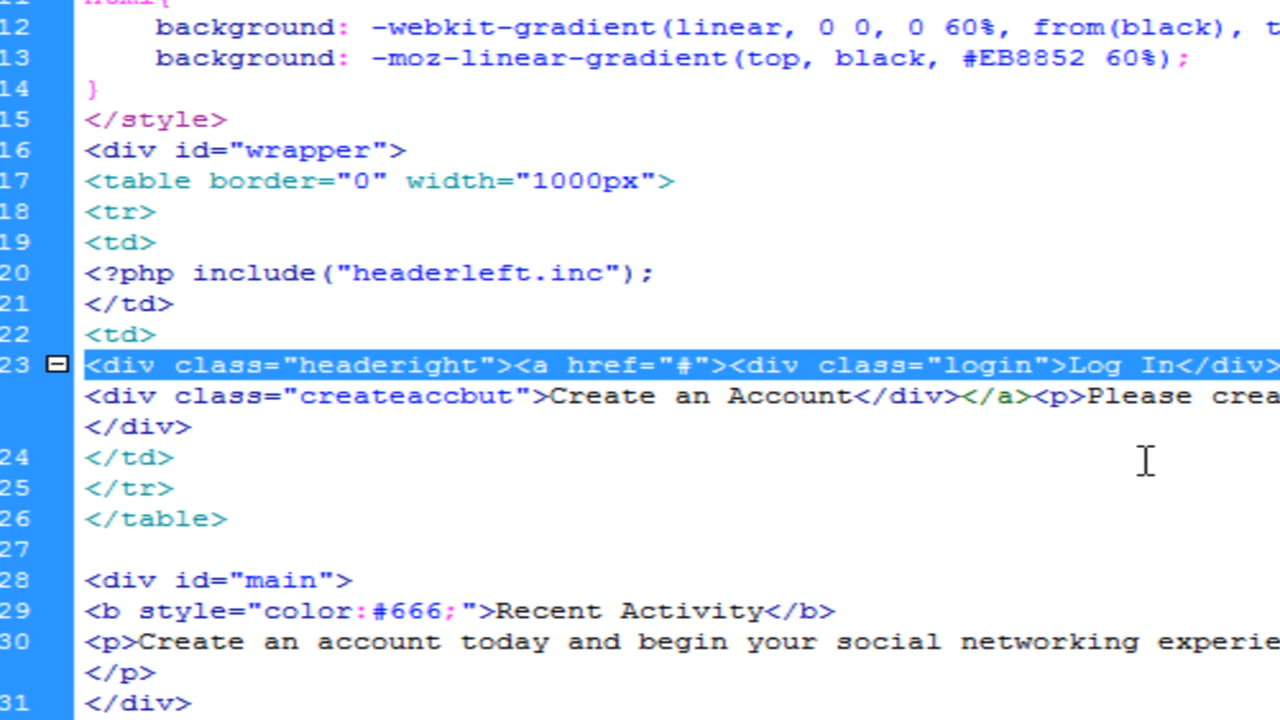 11 html{
12 background: -webkit-gradient(linear, 0 0, 0 60%, from(black), t
13 background: -moz-linear-gradient(top, black, #EB8852 60%);
14 }
15 </style>
16 <div id="wrapper">
17 <table border="0" width="1000px">
18 <tr>
19 <td>
20 <?php include("headerleft.inc");
21 </td>
22 <td>
23 <div class="headeright"><a href="#"><div class="login">Log In</div>
<div class="createaccbut">Create an Account</div></a><p>Please crea
</div>
24 </td>
25 </tr>
26 </table>
27
28 <div id="main">
29 <b style="color:#666;">Recent Activity</b>
30 <p>Create an account today and begin your social networking experie
</p>
31 </div>